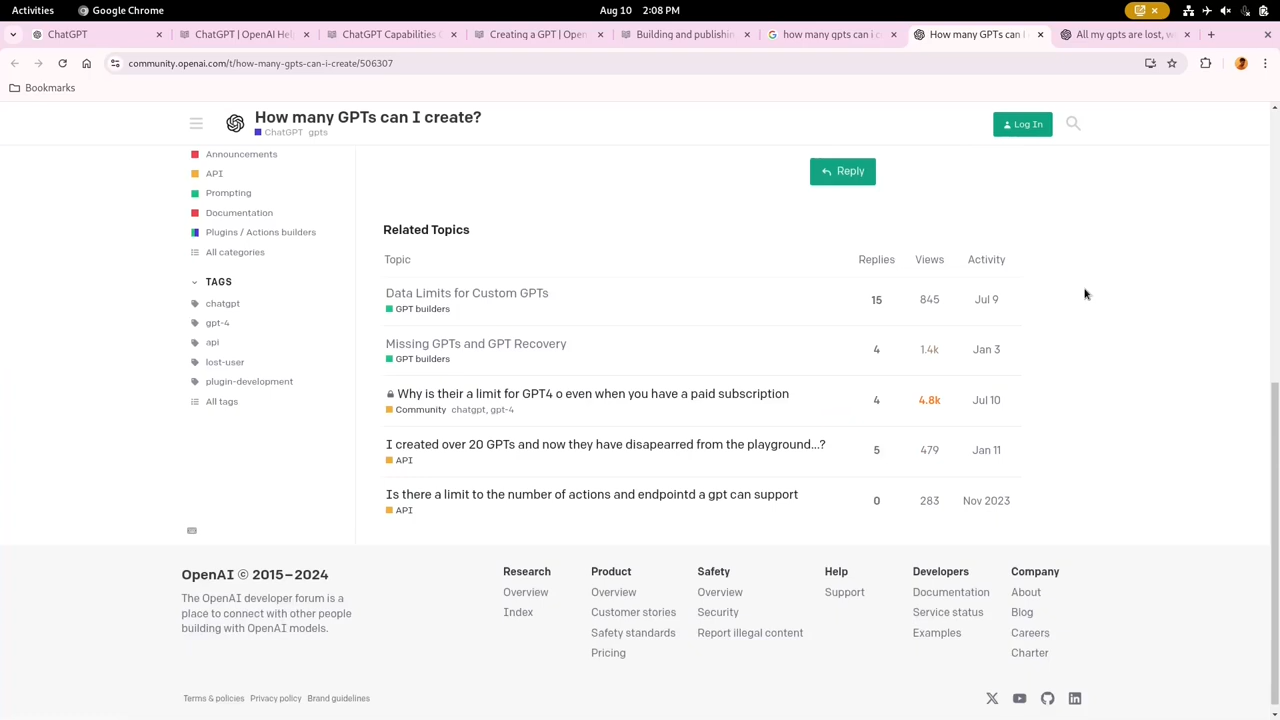 Activities
Google Chrome
Aug 10 2:08 PM
ChatGPT
ChatGPT | OpenAI Hel
ChatGPT Capabilities
Creating a GPT | Open
Building and publishin
how many gpts can i c
How many GPTs can I
All my gpts are lost, w
community.openai.com/t/how-many-gpts-can-i-create/506307
Bookmarks
How many GPTs can I create?
ChatGPT gpts
Log In
Announcements
API
Prompting
Documentation
Plugins / Actions builders
All categories
TAGS
chatgpt
gpt-4
api
lost-user
plugin-development
All tags
Reply
Related Topics
Topic Replies Views Activity
Data Limits for Custom GPTs 15 845 Jul 9
GPT builders
Missing GPTs and GPT Recovery 4 1.4k Jan 3
GPT builders
Why is their a limit for GPT4 o even when you have a paid subscription 4 4.8k Jul 10
Community chatgpt, gpt-4
I created over 20 GPTs and now they have disapearred from the playground...? 5 479 Jan 11
API
Is there a limit to the number of actions and endpointd a gpt can support 0 283 Nov 2023
API
OpenAI © 2015–2024
The OpenAI developer forum is a
place to connect with other people
building with OpenAI models.
Research
Overview
Index
Product
Overview
Customer stories
Safety standards
Pricing
Safety
Overview
Security
Report illegal content
Help
Support
Developers
Documentation
Service status
Examples
Company
About
Blog
Careers
Charter
Terms & policies Privacy policy Brand guidelines